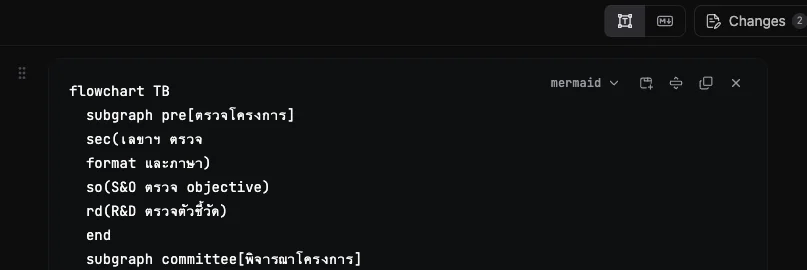 T M↓ Changes 2
mermaid
flowchart TB
subgraph pre[ตรวจโครงการ]
sec(เลขาฯ ตรวจ
format และภาษา)
so(S&O ตรวจ objective)
rd(R&D ตรวจตัวชี้วัด)
end
subgraph committee[พิจารณาโครงการ]